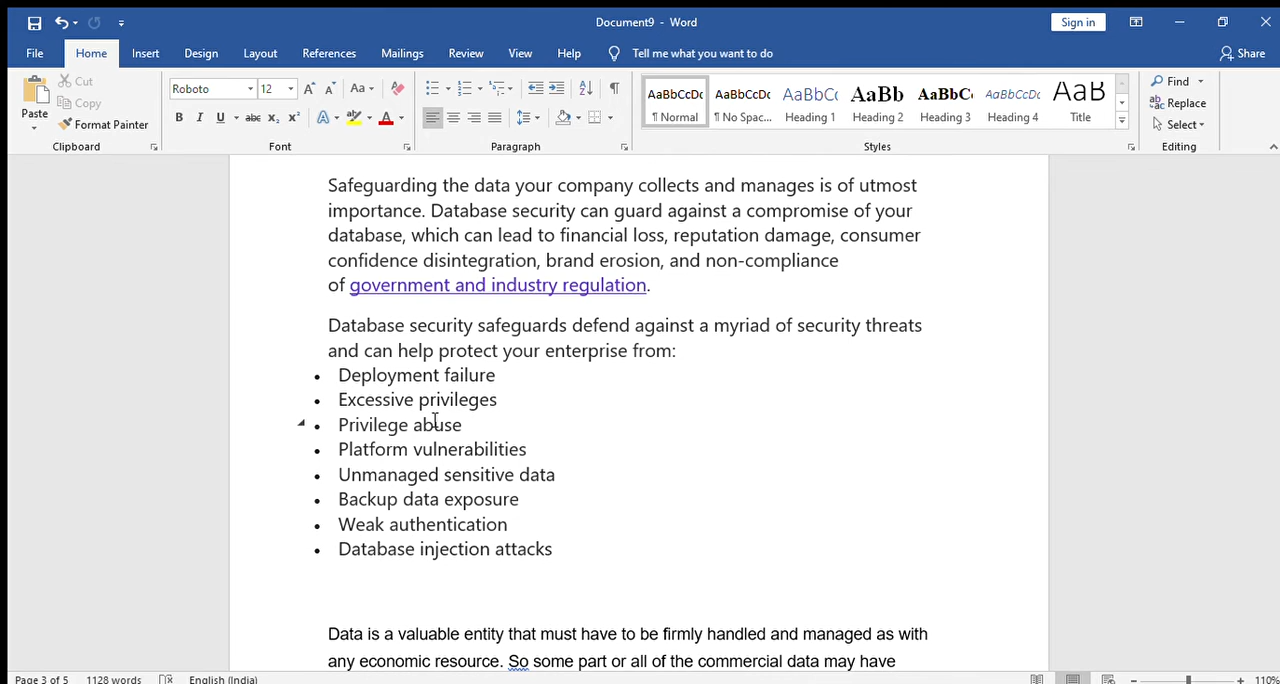 Document9 - Word
Sign in
File Home Insert Design Layout References Mailings Review View Help Tell me what you want to do Share
Paste
Cut
Copy
Format Painter
Clipboard
Roboto 12
Font
Paragraph
AaBbCcDc AaBbCcDc AaBbCc AaBb AaBbCc AaBbCcDc AaB
¶ Normal ¶ No Spac... Heading 1 Heading 2 Heading 3 Heading 4 Title
Styles
Find
Replace
Select
Editing
Safeguarding the data your company collects and manages is of utmost
importance. Database security can guard against a compromise of your
database, which can lead to financial loss, reputation damage, consumer
confidence disintegration, brand erosion, and non-compliance
of government and industry regulation.
Database security safeguards defend against a myriad of security threats
and can help protect your enterprise from:
• Deployment failure
• Excessive privileges
• Privilege abuse
• Platform vulnerabilities
• Unmanaged sensitive data
• Backup data exposure
• Weak authentication
• Database injection attacks
Data is a valuable entity that must have to be firmly handled and managed as with
any economic resource. So some part or all of the commercial data may have
Page 3 of 5 1128 words English (India) 110%